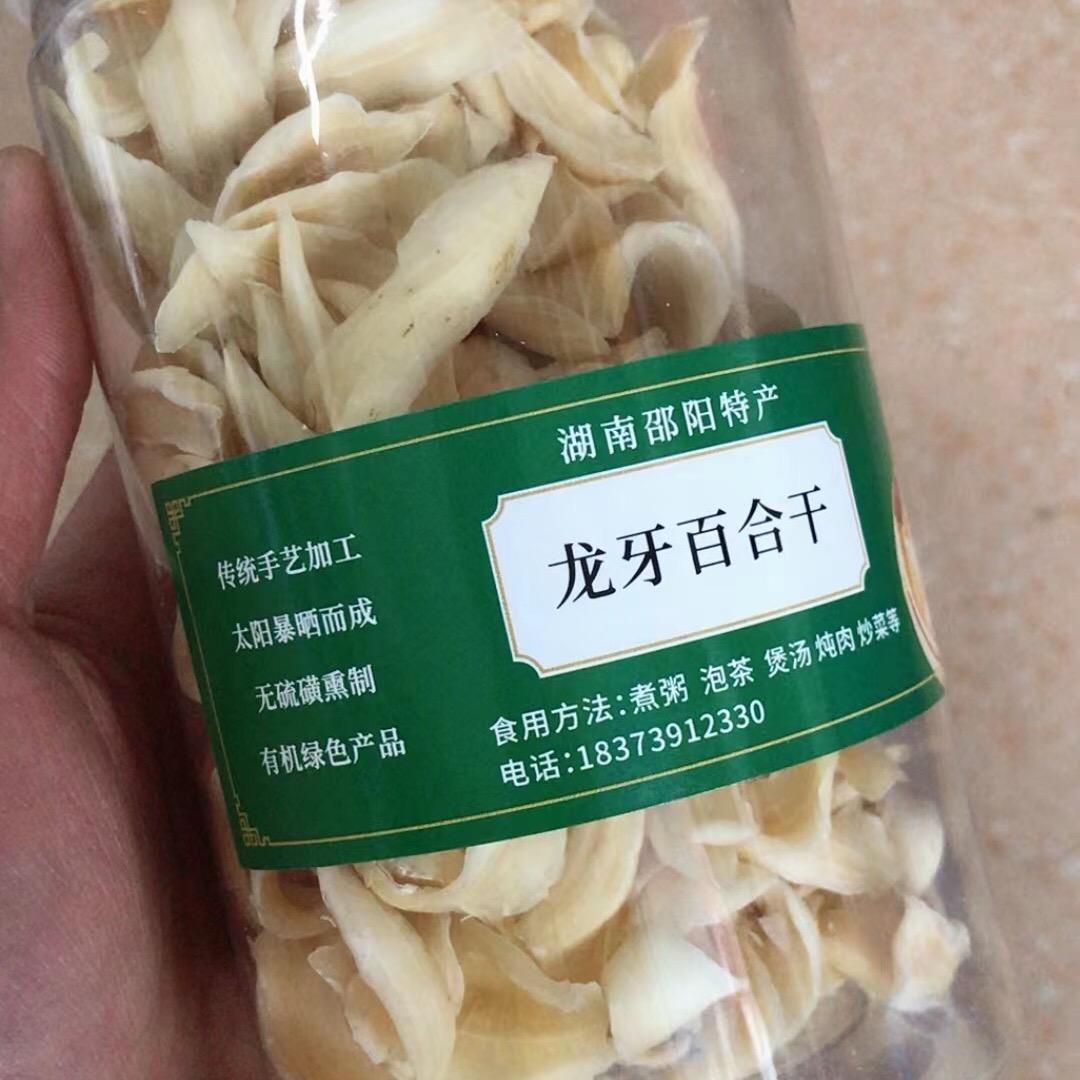 湖南邵阳特产
龙牙百合干
食用方法:煮粥 泡茶 煲汤 炖肉 炒菜等
电话:18373912330
传统手艺加工
太阳暴晒而成
无硫磺熏制
有机绿色产品